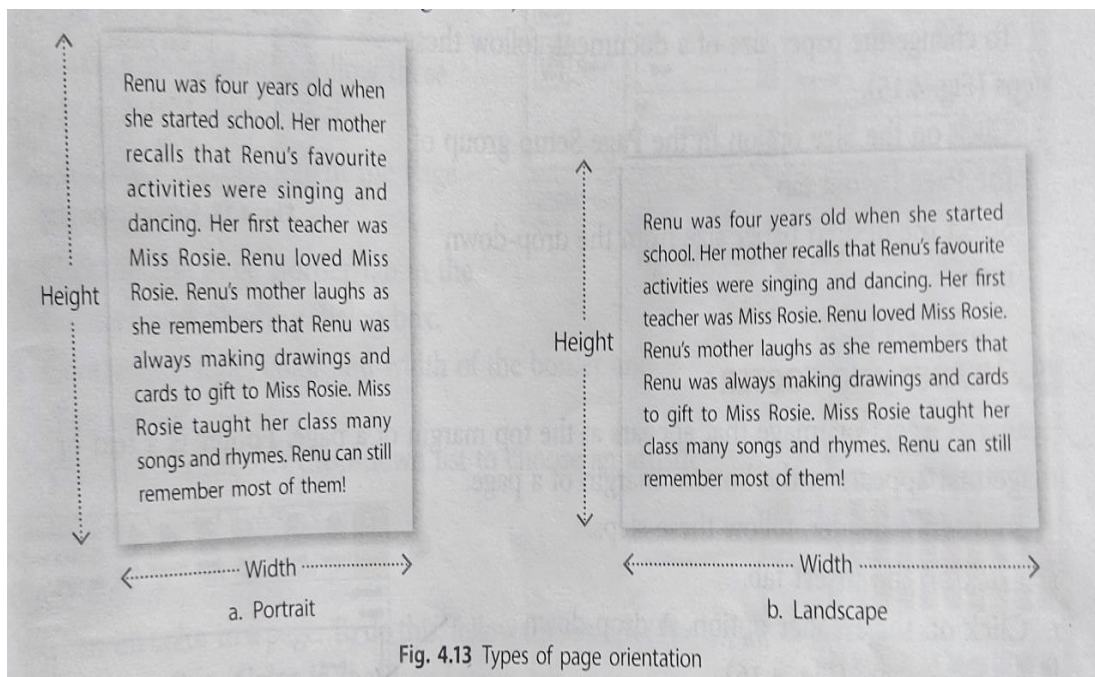 Renu was four years old when
she started school. Her mother
recalls that Renu's favourite
activities were singing and
dancing. Her first teacher was
Miss Rosie. Renu loved Miss
Rosie. Renu's mother laughs as
she remembers that Renu was
always making drawings and
cards to gift to Miss Rosie. Miss
Rosie taught her class many
songs and rhymes. Renu can still
remember most of them!
Height
Width
a. Portrait
Renu was four years old when she started
school. Her mother recalls that Renu's favourite
activities were singing and dancing. Her first
teacher was Miss Rosie. Renu loved Miss Rosie.
Renu's mother laughs as she remembers that
Renu was always making drawings and cards
to gift to Miss Rosie. Miss Rosie taught her
class many songs and rhymes. Renu can still
remember most of them!
Height
Width
b. Landscape
Fig. 4.13 Types of page orientation